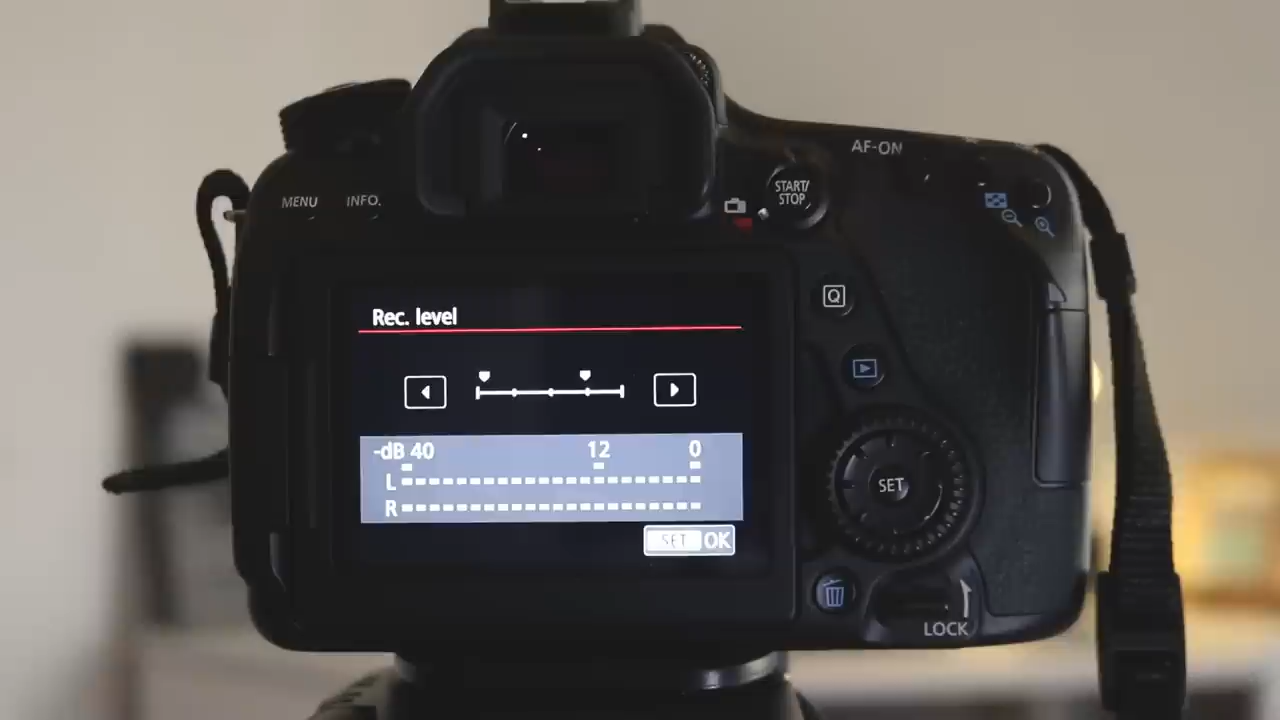 AF-ON
MENU INFO.
START/
STOP
Q
Rec. level
-dB 40 12 0
L
R
SET
SET OK
LOCK